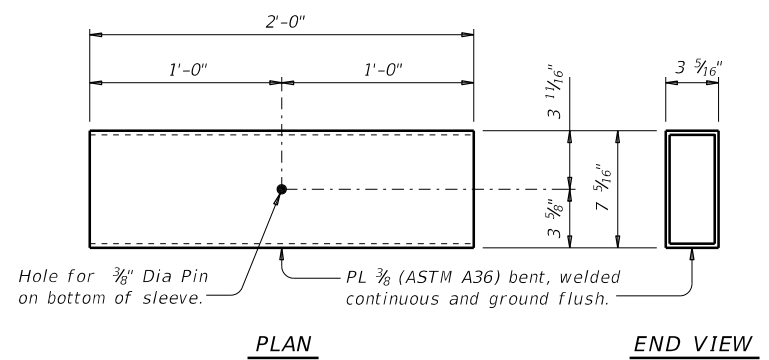 2'-0"
1'-0" 1'-0"
3 11/16"
3 5/16"
3 5/8"
7 5/16"
Hole for 3/8" Dia Pin
on bottom of sleeve.
PL 3/8 (ASTM A36) bent, welded
continuous and ground flush.
PLAN
END VIEW